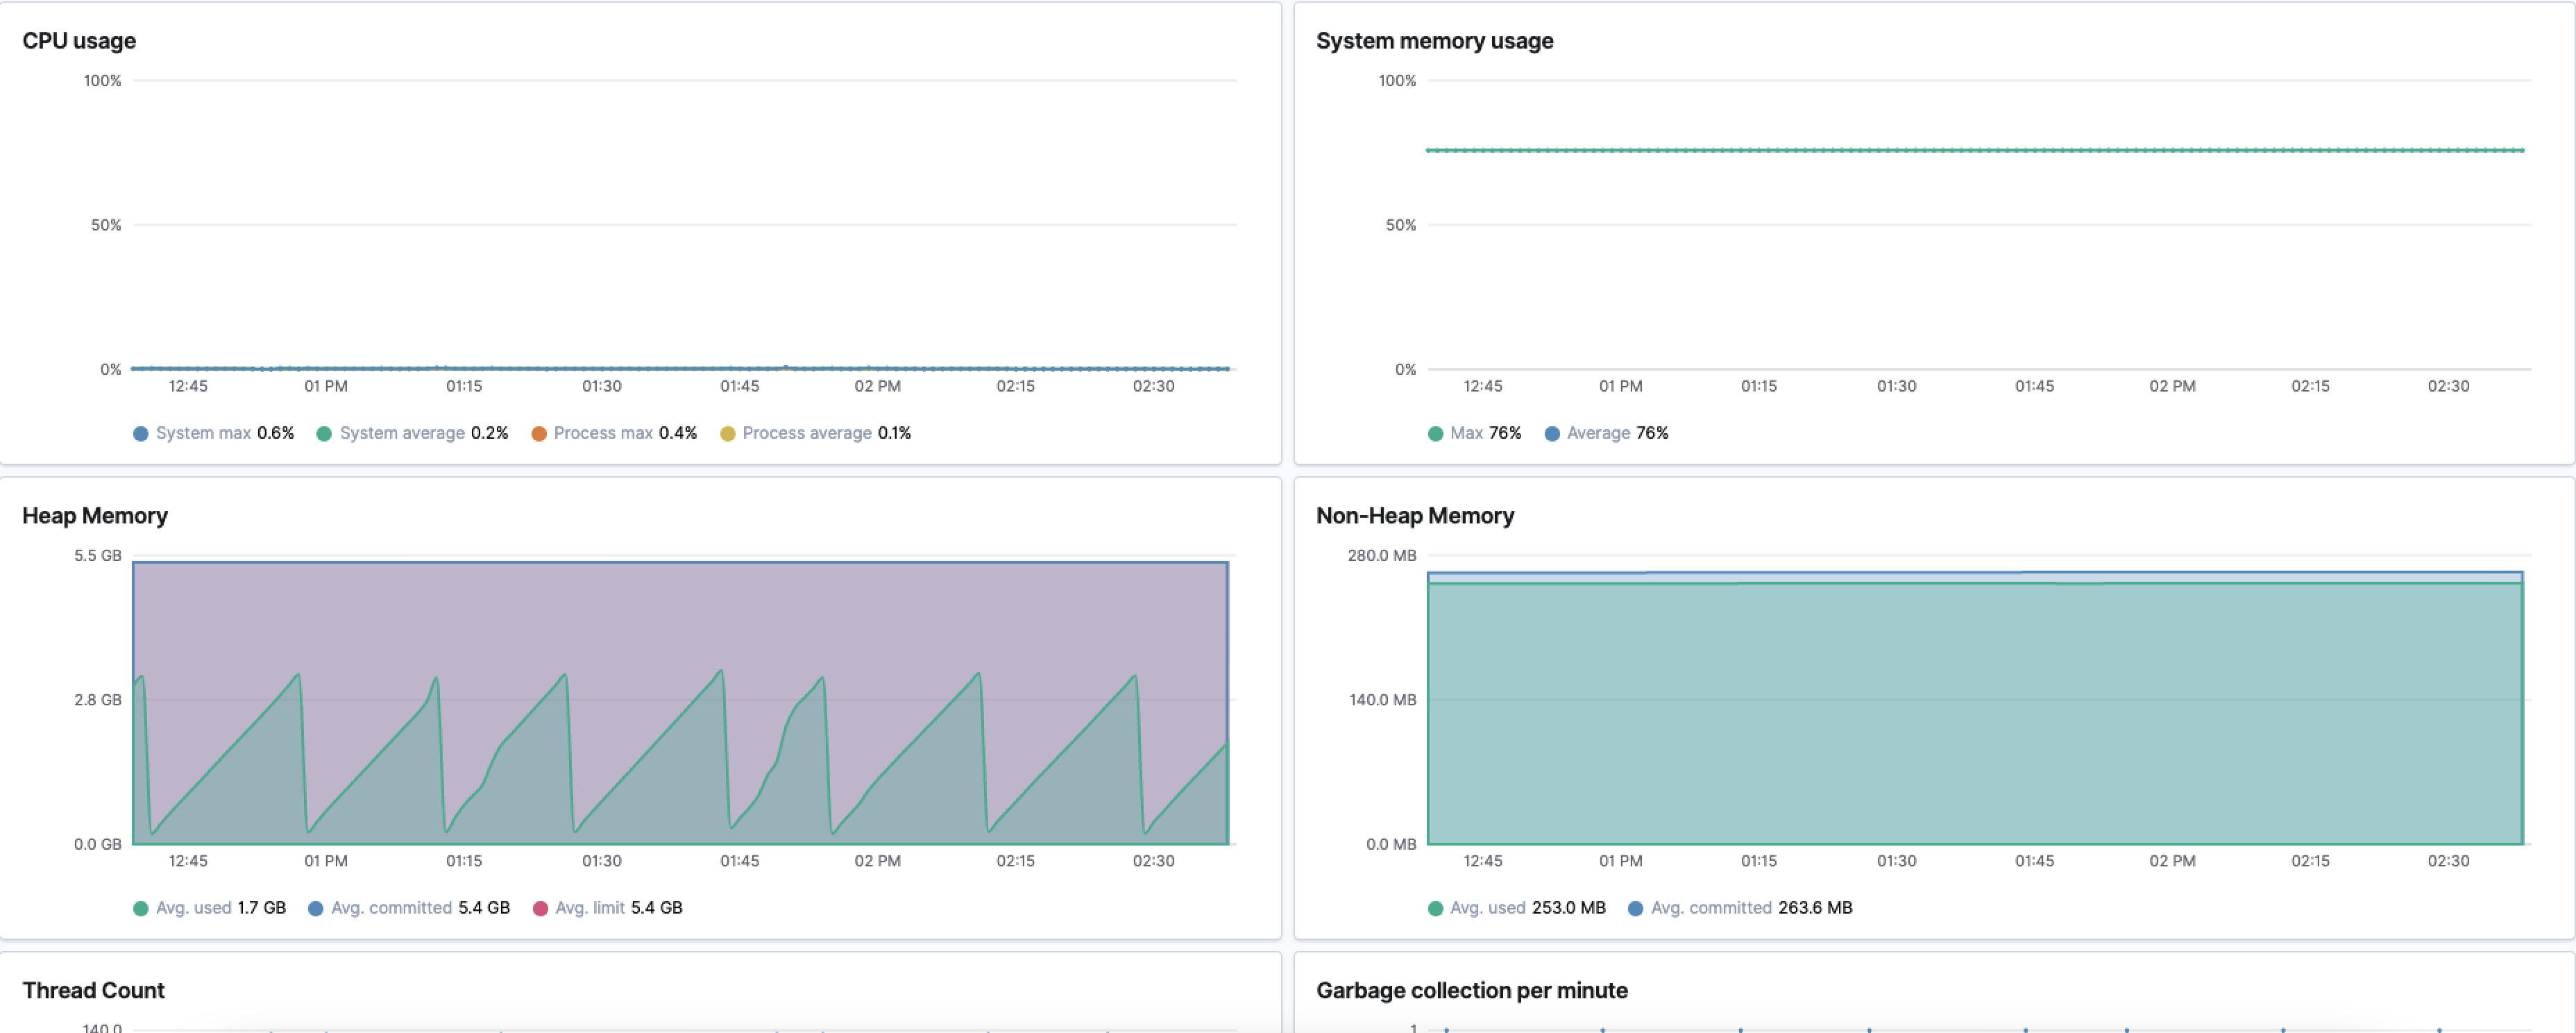 CPU usage
100%
50%
0%
12:45 01 PM 01:15 01:30 01:45 02 PM 02:15 02:30
System max 0.6% System average 0.2% Process max 0.4% Process average 0.1%
System memory usage
100%
50%
0%
12:45 01 PM 01:15 01:30 01:45 02 PM 02:15 02:30
Max 76% Average 76%
Heap Memory
5.5 GB
2.8 GB
0.0 GB
12:45 01 PM 01:15 01:30 01:45 02 PM 02:15 02:30
Avg. used 1.7 GB Avg. committed 5.4 GB Avg. limit 5.4 GB
Non-Heap Memory
280.0 MB
140.0 MB
0.0 MB
12:45 01 PM 01:15 01:30 01:45 02 PM 02:15 02:30
Avg. used 253.0 MB Avg. committed 263.6 MB
Thread Count
140.0
Garbage collection per minute
1